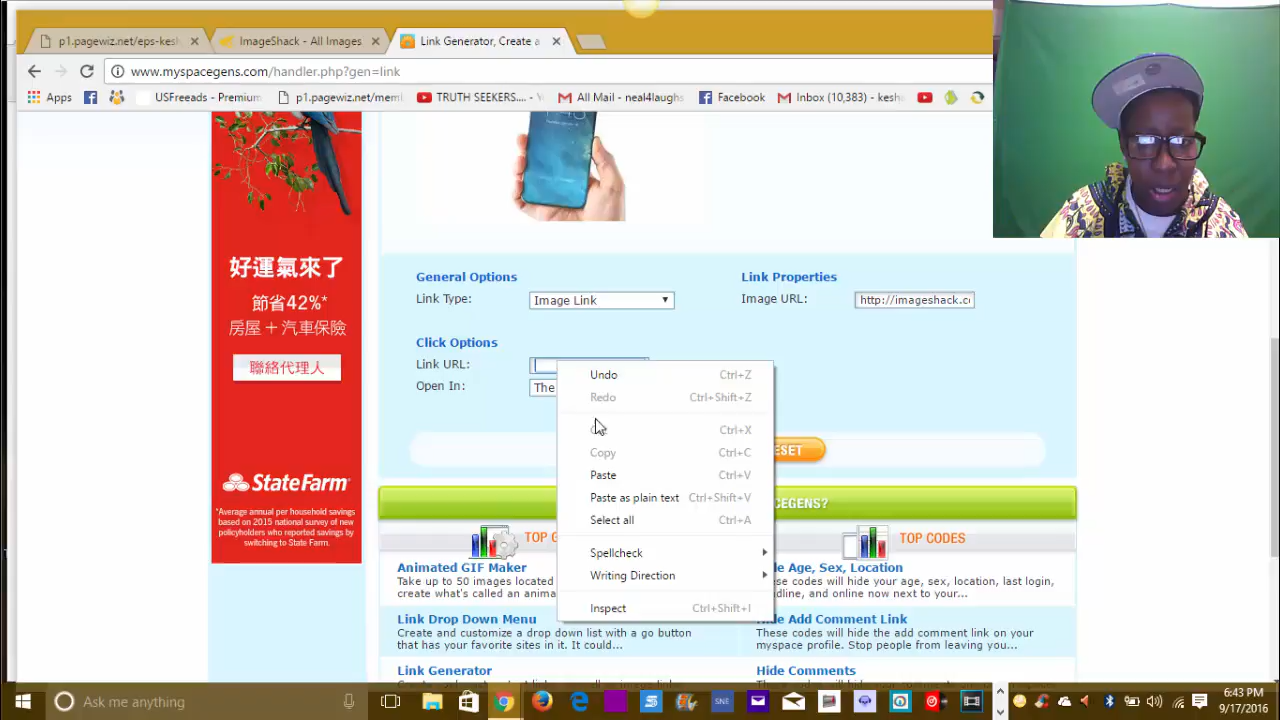 p1.pagewiz.net/eps-kesh
ImageShack - All Images
Link Generator, Create a
www.myspacegens.com/handler.php?gen=link
Apps
USFreeads - Premium
p1.pagewiz.net/mem
TRUTH SEEKERS.... - Y
All Mail - neal4laughs
Facebook
Inbox (10,383) - kesh
好運氣來了
節省42%*
房屋 + 汽車保險
聯絡代理人
StateFarm
*Average annual per household savings
based on 2015 national survey of new
policyholders who reported savings by
switching to State Farm.
General Options
Link Properties
Link Type:
Image Link
Image URL:
http://imageshack.c
Click Options
Link URL:
Open In:
The
Undo Ctrl+Z
Redo Ctrl+Shift+Z
Ctrl+X
Copy Ctrl+C
Paste Ctrl+V
Paste as plain text Ctrl+Shift+V
Select all Ctrl+A
Spellcheck
Writing Direction
Inspect Ctrl+Shift+I
ESET
CEGENS?
TOP G
TOP CODES
Animated GIF Maker
Take up to 50 images located
create what's called an anima
de Age, Sex, Location
se codes will hide your age, sex, location, last login,
dline, and online now next to your...
Link Drop Down Menu
Create and customize a drop down list with a go button
that has your favorite sites in it. It could...
Hide Add Comment Link
These codes will hide the add comment link on your
myspace profile. Stop people from leaving you...
Link Generator
Hide Comments
Ask me anything
SNE
6:43 PM
9/17/2016